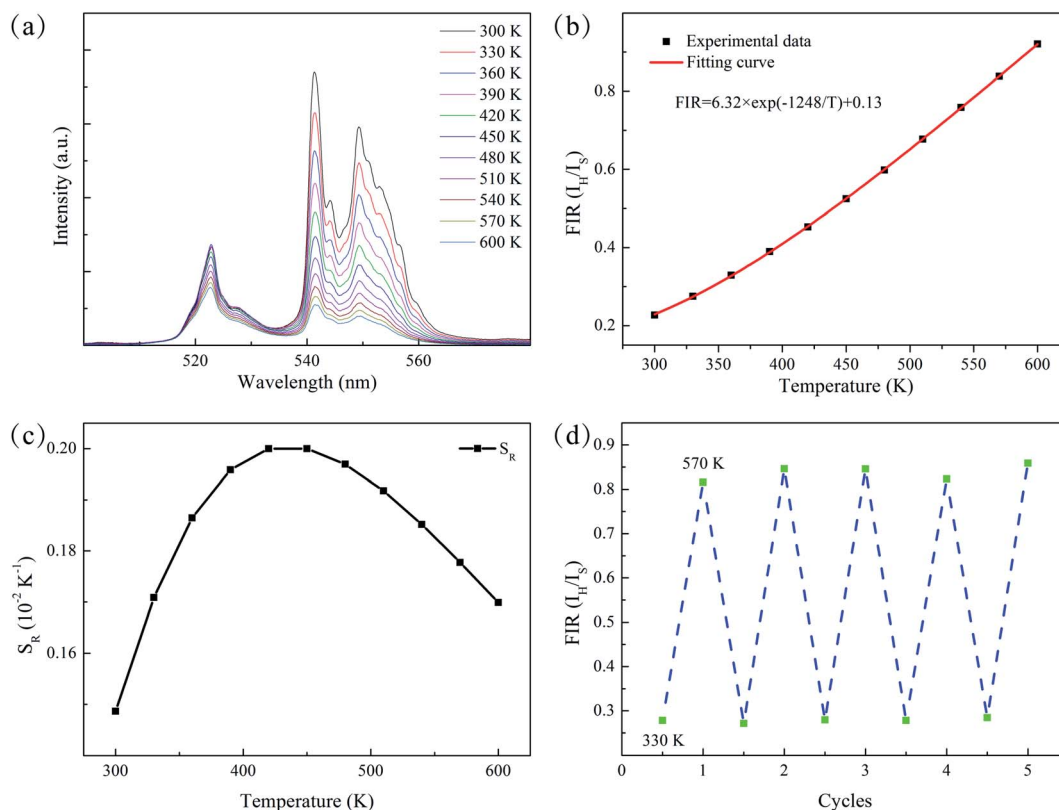 (a)
300 K
330 K
360 K
390 K
420 K
450 K
480 K
510 K
540 K
570 K
600 K
Intensity (a.u.)
520
540
560
Wavelength (nm)
(b)
Experimental data
Fitting curve
FIR=6.32×exp(-1248/T)+0.13
FIR (I_H/I_S)
0.8
0.6
0.4
0.2
300
350
400
450
500
550
600
Temperature (K)
(c)
S_R
0.20
0.18
0.16
S_R (10^-2 K^-1)
300
400
500
600
Temperature (K)
(d)
0.9
0.8
0.7
0.6
0.5
0.4
0.3
FIR (I_H/I_S)
570 K
330 K
0
1
2
3
4
5
Cycles